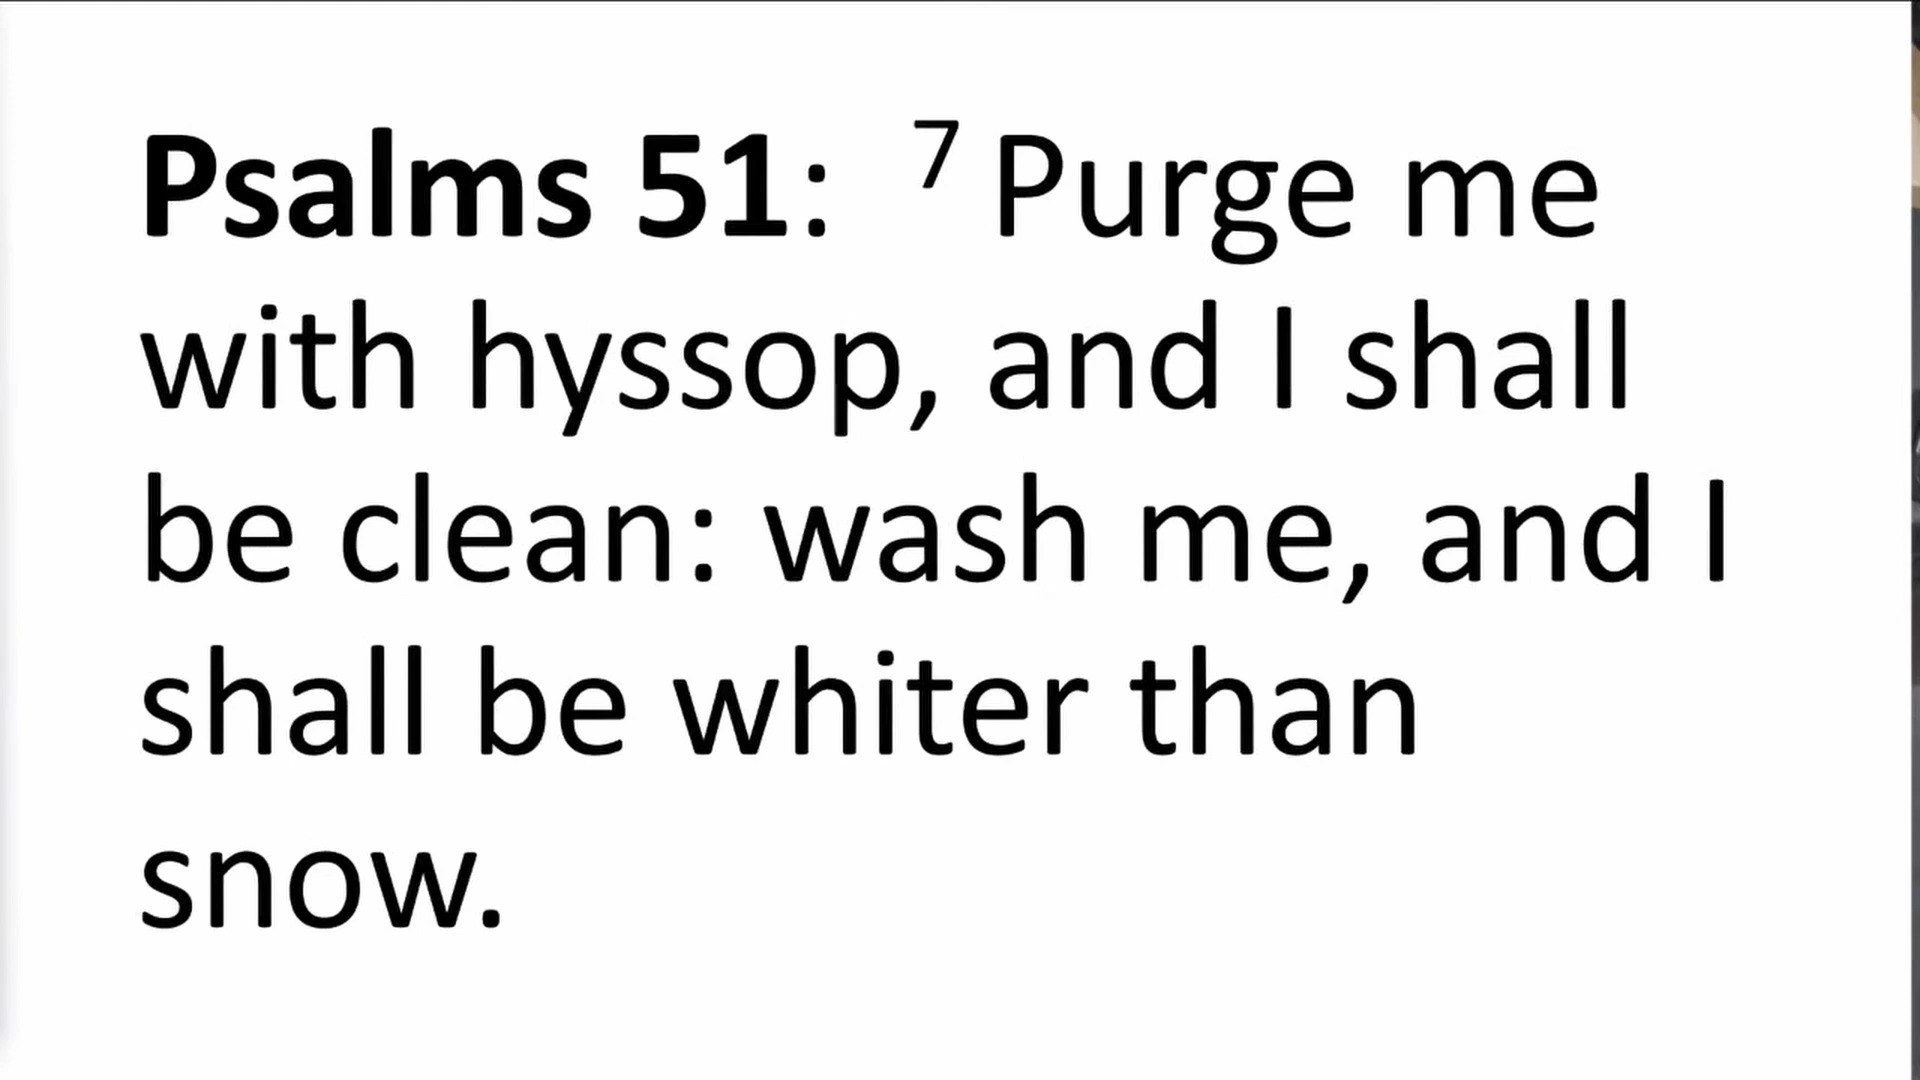 Psalms 51: 7 Purge me
with hyssop, and I shall
be clean: wash me, and I
shall be whiter than
snow.